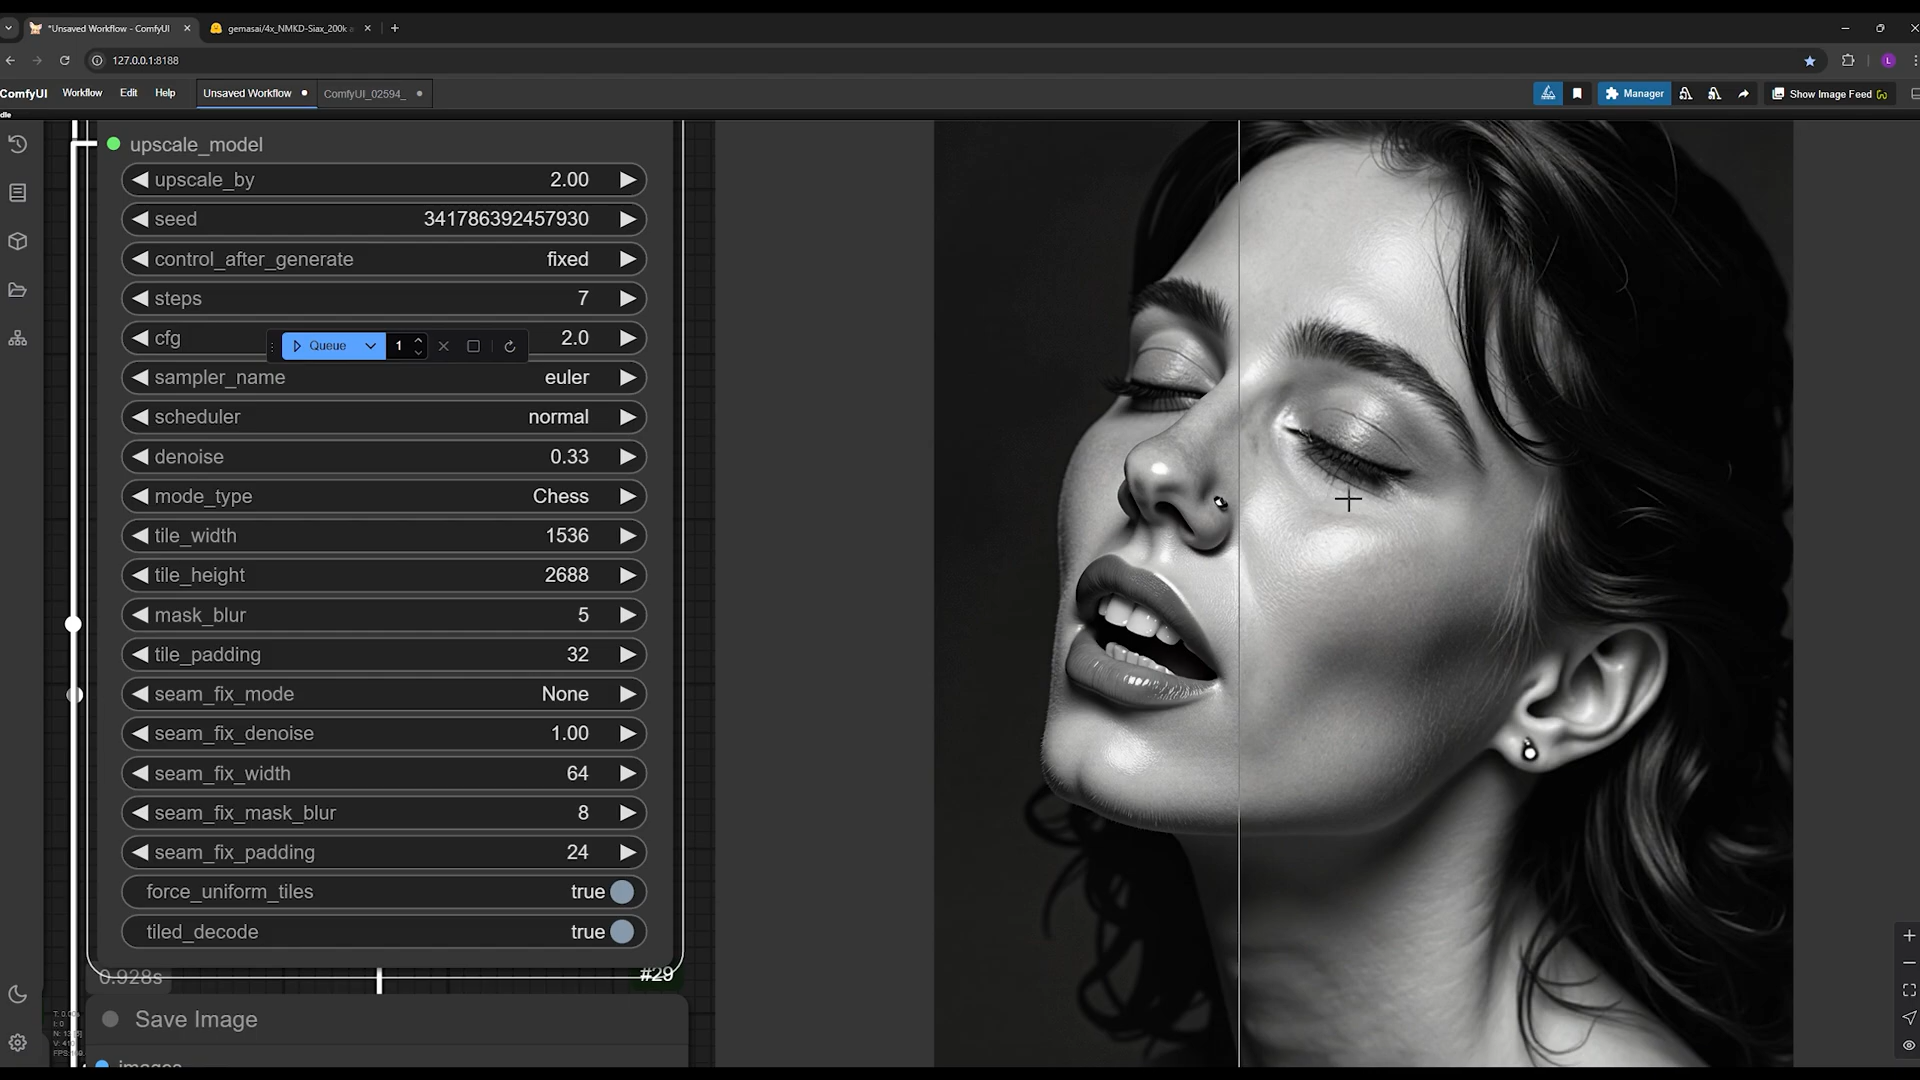 *Unsaved Workflow - ComfyUI
gemasai/4x_NMKD-Siax_200k
127.0.0.1:8188
ComfyUI Workflow Edit Help Unsaved Workflow ComfyUI_02594_ Manager Show Image Feed
upscale_model
upscale_by 2.00
seed 341786392457930
control_after_generate fixed
steps 7
cfg 2.0
Queue 1
sampler_name euler
scheduler normal
denoise 0.33
mode_type Chess
tile_width 1536
tile_height 2688
mask_blur 5
tile_padding 32
seam_fix_mode None
seam_fix_denoise 1.00
seam_fix_width 64
seam_fix_mask_blur 8
seam_fix_padding 24
force_uniform_tiles true
tiled_decode true
0.928s #29
Save Image
images